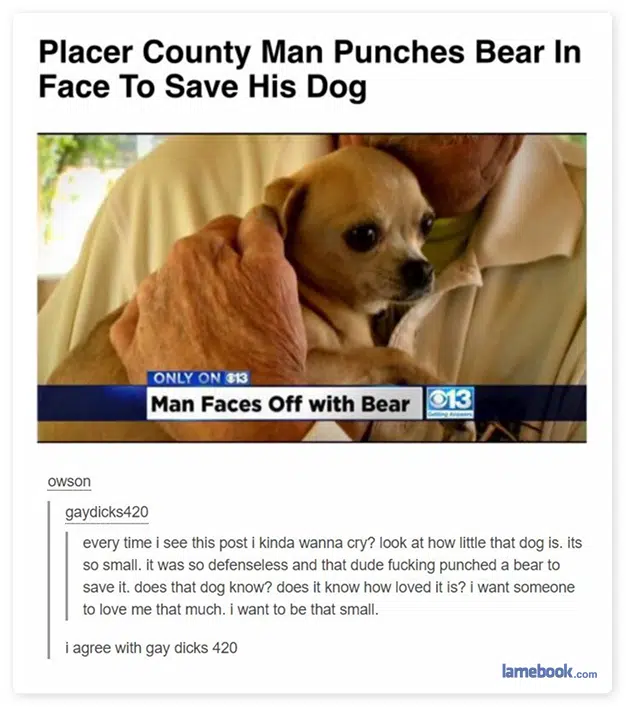 Placer County Man Punches Bear In
Face To Save His Dog
ONLY ON CBS13
Man Faces Off with Bear
13
Getting Answers
owson
gaydicks420
every time i see this post i kinda wanna cry? look at how little that dog is. its
so small. it was so defenseless and that dude fucking punched a bear to
save it. does that dog know? does it know how loved it is? i want someone
to love me that much. i want to be that small.
i agree with gay dicks 420
lamebook.com